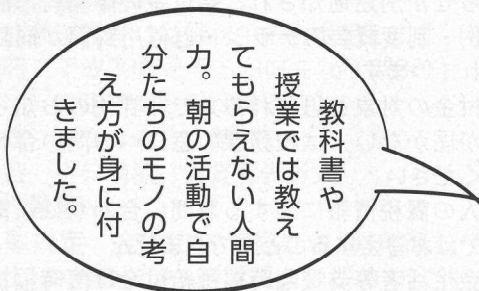 教科書や
授業では教え
てもらえない人間
力。朝の活動で自
分たちのモノの考
え方が身に付
きました。